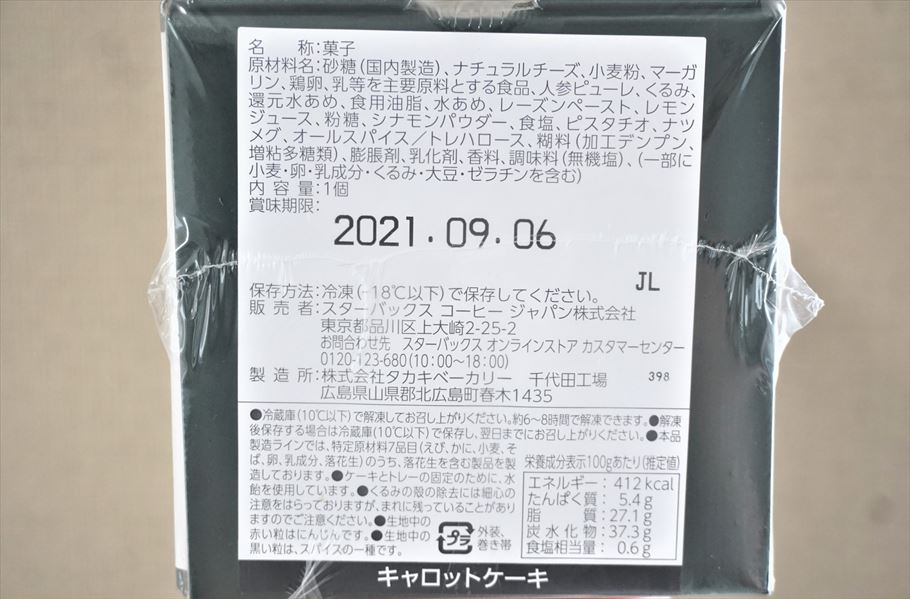 名　　称:菓子
原材料名:砂糖(国内製造)、ナチュラルチーズ、小麦粉、マーガ
リン、鶏卵、乳等を主要原料とする食品、人参ピューレ、くるみ、
還元水あめ、食用油脂、水あめ、レーズンペースト、レモン
ジュース、粉糖、シナモンパウダー、食塩、ピスタチオ、ナツ
メグ、オールスパイス/トレハロース、糊料(加工デンプン、
増粘多糖類)、膨脹剤、乳化剤、香料、調味料(無機塩)、(一部に
小麦・卵・乳成分・くるみ・大豆・ゼラチンを含む)
内 容 量:1個
賞味期限:
2021.09.06
JL
保存方法:冷凍(-18℃以下)で保存してください。
販 売 者:スターバックス コーヒー ジャパン株式会社
東京都品川区上大崎2-25-2
お問合わせ先　スターバックス オンラインストア カスタマーセンター
0120-123-680(10:00〜18:00)
製 造 所:株式会社タカキベーカリー　千代田工場　398
広島県山県郡北広島町春木1435
●冷蔵庫(10℃以下)で解凍してお召し上がりください。約6〜8時間で解凍できます。●解凍
後保存する場合は冷蔵庫(10℃以下)で保存し、翌日までにお召し上がりください。●本品
製造ラインでは、特定原材料7品目(えび、かに、小麦、そ
ば、卵、乳成分、落花生)のうち、落花生を含む製品を製
造しております。●ケーキとトレーの固定のために、水
飴を使用しています。●くるみの殻の除去には細心の
注意をはらっておりますが、まれに残っていることがあり
ますのでご注意ください。●生地中の
赤い粒はにんじんです。●生地中の
黒い粒は、スパイスの一種です。
プラ
外装、
巻き帯
栄養成分表示100gあたり(推定値)
エネルギー: 412 kcal
たんぱく質: 5.4 g
脂　　質: 27.1 g
炭水化物: 37.3 g
食塩相当量: 0.6 g
キャロットケーキ